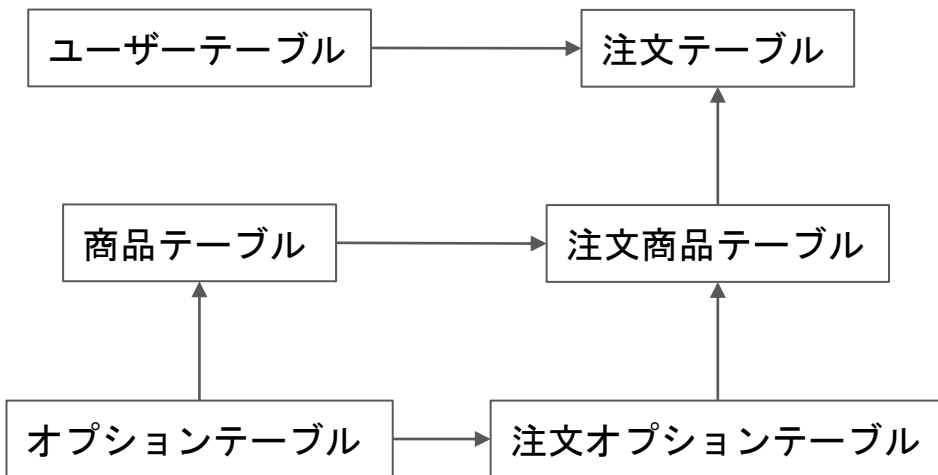 ユーザーテーブル
注文テーブル
商品テーブル
注文商品テーブル
オプションテーブル
注文オプションテーブル